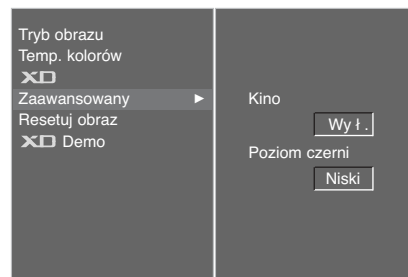 Tryb obrazu
Temp. kolorów
XD
Zaawansowany ►
Resetuj obraz
XD Demo
Kino
Wy ł .
Poziom czerni
Niski